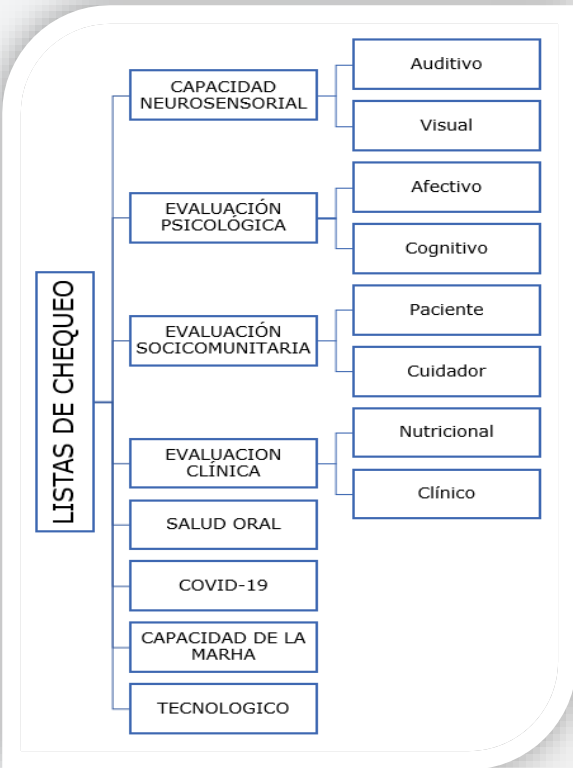 LISTAS DE CHEQUEO
CAPACIDAD
NEUROSENSORIAL
Auditivo
Visual
EVALUACIÓN
PSICOLÓGICA
Afectivo
Cognitivo
EVALUACIÓN
SOCICOMUNITARIA
Paciente
Cuidador
EVALUACION
CLÍNICA
Nutricional
Clínico
SALUD ORAL
COVID-19
CAPACIDAD DE LA
MARHA
TECNOLOGICO